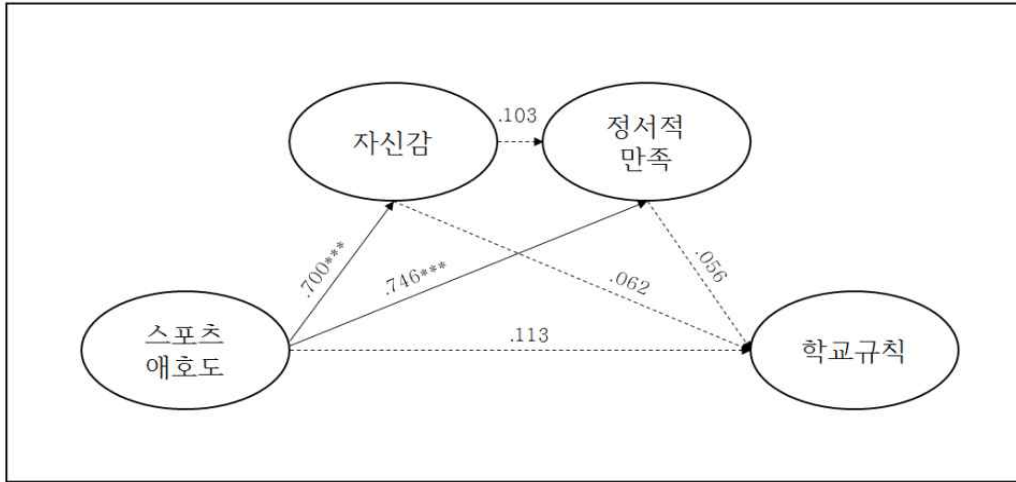 .103
자신감
정서적
만족
.700***
.746***
.062
.056
.113
스포츠
애호도
학교규칙